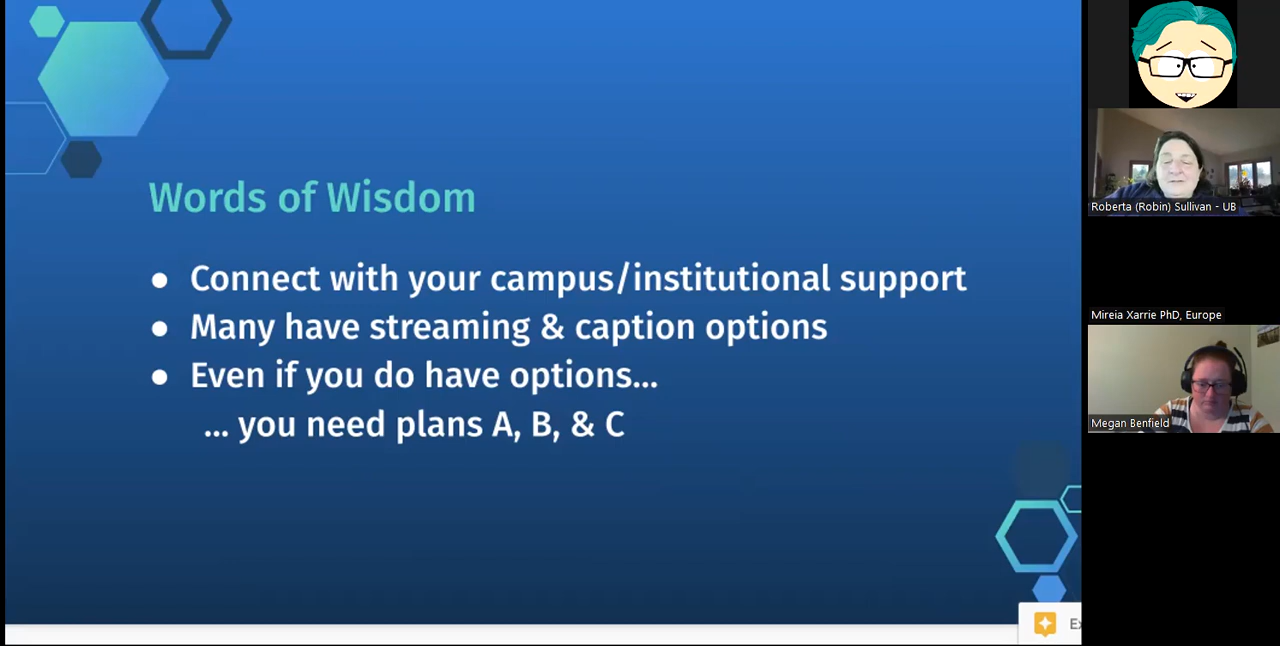 Words of Wisdom
● Connect with your campus/institutional support
● Many have streaming & caption options
● Even if you do have options...
... you need plans A, B, & C
Roberta (Robin) Sullivan - UB
Mireia Xarrie PhD, Europe
Megan Benfield